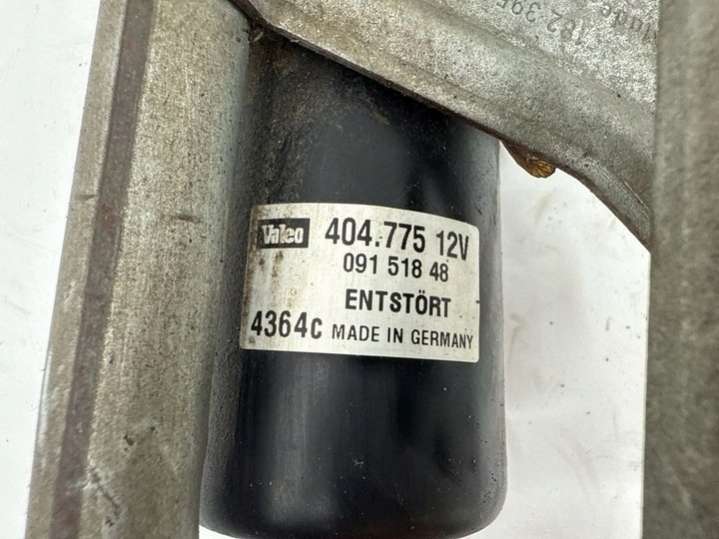 Valeo 404.775 12V
091 518 48
ENTSTÖRT
4364c MADE IN GERMANY